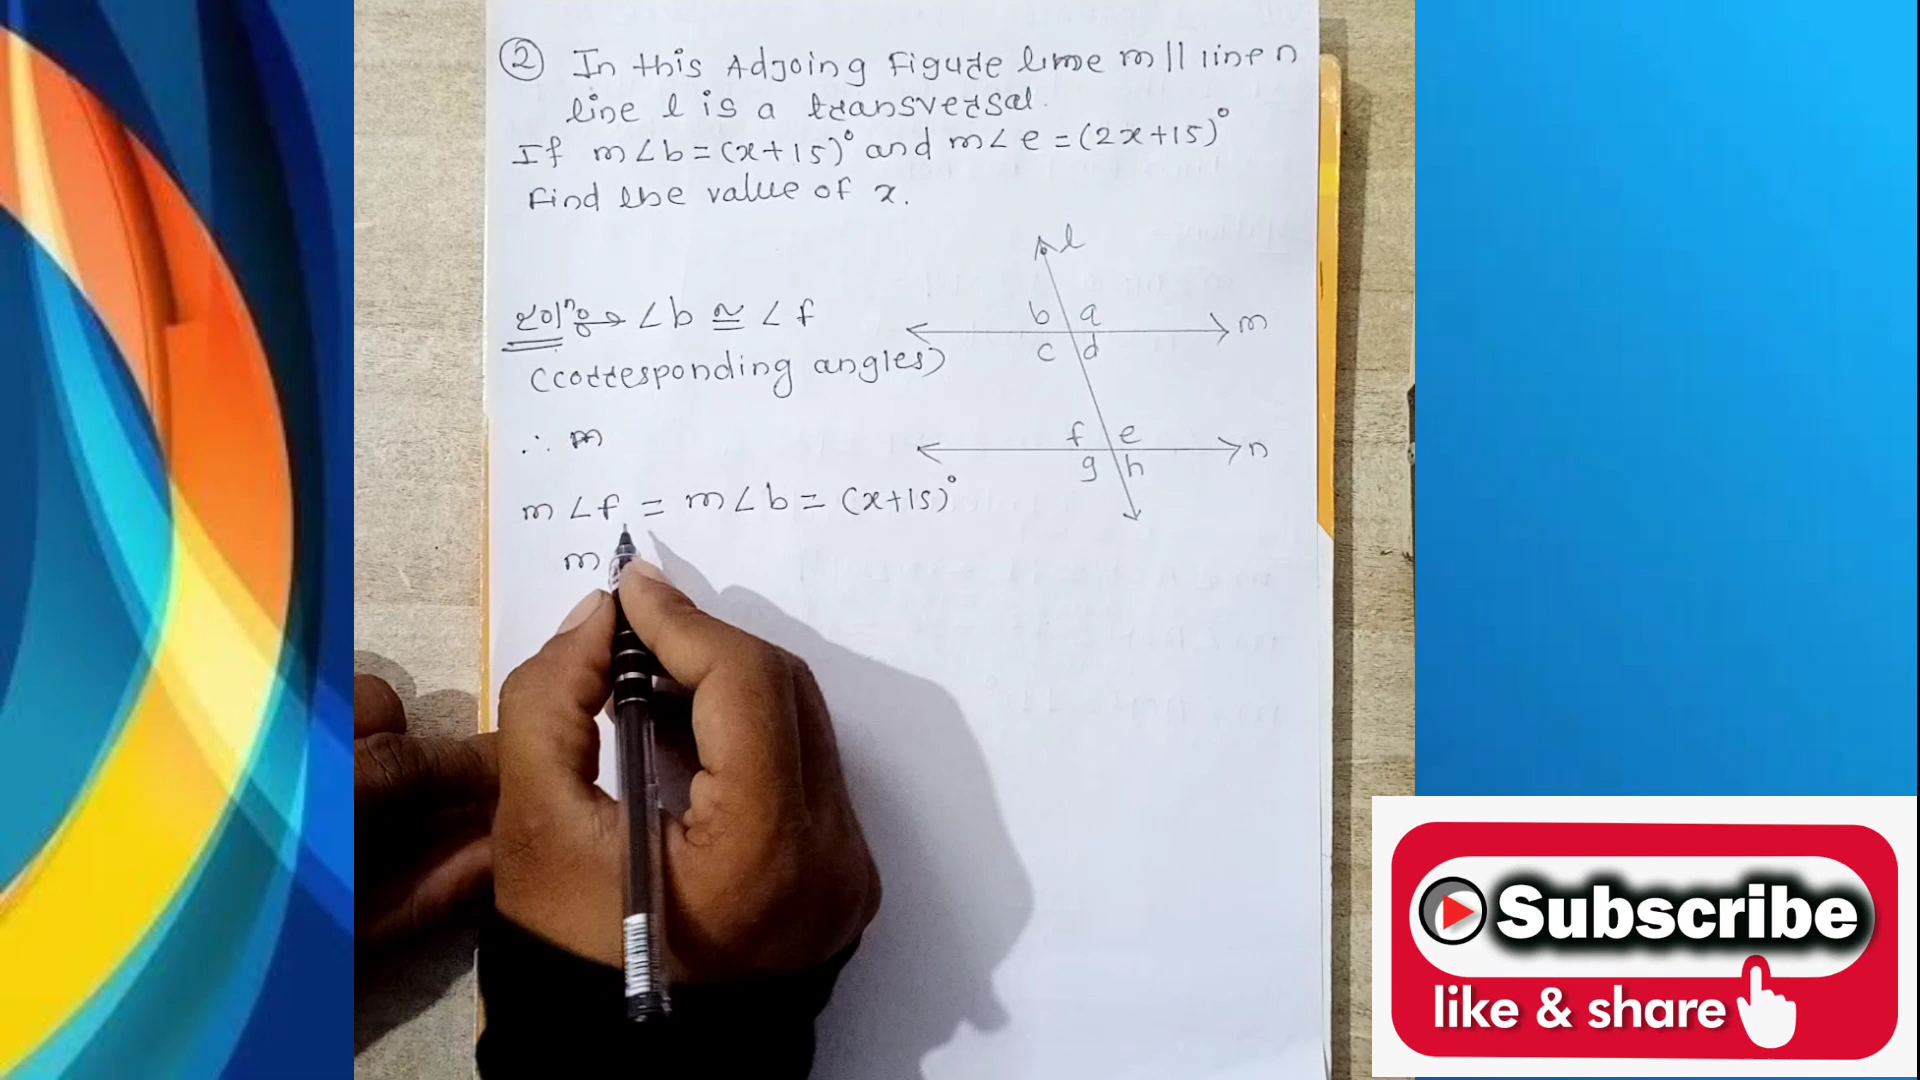 ② In this Adjoing Figure line m || line n
line l is a transversal.
If m∠b = (x+15)° and m∠e = (2x+15)°
Find the value of x.
soln:→ ∠b ≅ ∠f
(corresponding angles)
∴ m
m∠f = m∠b = (x+15)°
m
l
b a
m
c d
f e
n
g h
Subscribe
like & share